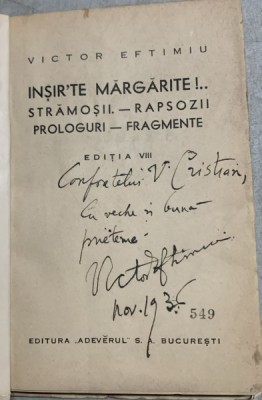 VICTOR EFTIMIU
INȘIR'TE MĂRGĂRITE!..
STRĂMOȘII. — RAPSOZII
PROLOGURI — FRAGMENTE
EDIȚIA VIII
Confratelui V. Cristian,
Cu veche și bună
prietenie
Victor Eftimiu
nov. 1936
549
EDITURA „ADEVĔRUL" S. A. BUCUREȘTI